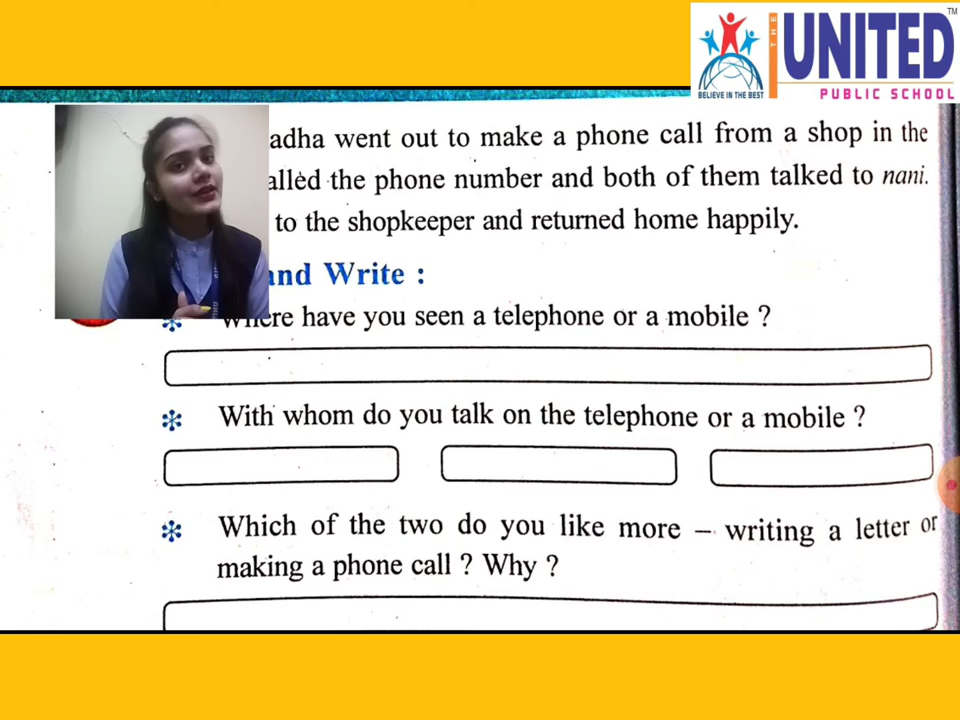 THE UNITED TM
PUBLIC SCHOOL
BELIEVE IN THE BEST
adha went out to make a phone call from a shop in the
alled the phone number and both of them talked to nani.
to the shopkeeper and returned home happily.
and Write :
Where have you seen a telephone or a mobile ?
With whom do you talk on the telephone or a mobile ?
Which of the two do you like more – writing a letter or
making a phone call ? Why ?